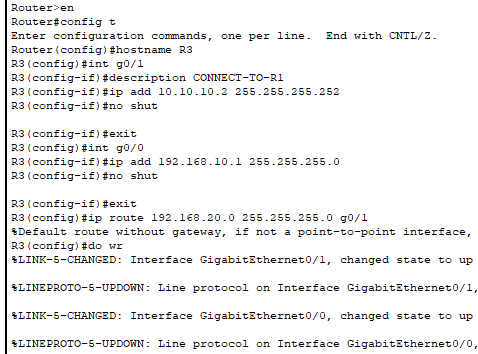 Router>en
Router#config t
Enter configuration commands, one per line.  End with CNTL/Z.
Router(config)#hostname R3
R3(config)#int g0/1
R3(config-if)#description CONNECT-TO-R1
R3(config-if)#ip add 10.10.10.2 255.255.255.252
R3(config-if)#no shut
R3(config-if)#exit
R3(config)#int g0/0
R3(config-if)#ip add 192.168.10.1 255.255.255.0
R3(config-if)#no shut
R3(config-if)#exit
R3(config)#ip route 192.168.20.0 255.255.255.0 g0/1
%Default route without gateway, if not a point-to-point interface,
R3(config)#do wr
%LINK-5-CHANGED: Interface GigabitEthernet0/1, changed state to up
%LINEPROTO-5-UPDOWN: Line protocol on Interface GigabitEthernet0/1,
%LINK-5-CHANGED: Interface GigabitEthernet0/0, changed state to up
%LINEPROTO-5-UPDOWN: Line protocol on Interface GigabitEthernet0/0,